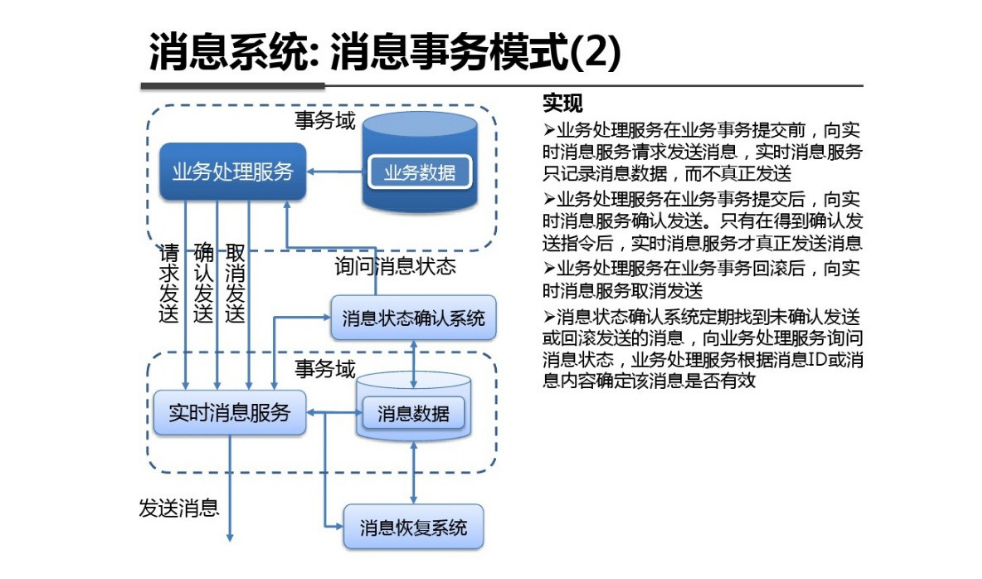 消息系统: 消息事务模式(2)
事务域
业务处理服务
业务数据
请求发送
确认发送
取消发送
询问消息状态
消息状态确认系统
事务域
实时消息服务
消息数据
发送消息
消息恢复系统
实现
➢业务处理服务在业务事务提交前，向实
时消息服务请求发送消息，实时消息服务
只记录消息数据，而不真正发送
➢业务处理服务在业务事务提交后，向实
时消息服务确认发送。只有在得到确认发
送指令后，实时消息服务才真正发送消息
➢业务处理服务在业务事务回滚后，向实
时消息服务取消发送
➢消息状态确认系统定期找到未确认发送
或回滚发送的消息，向业务处理服务询问
消息状态，业务处理服务根据消息ID或消
息内容确定该消息是否有效